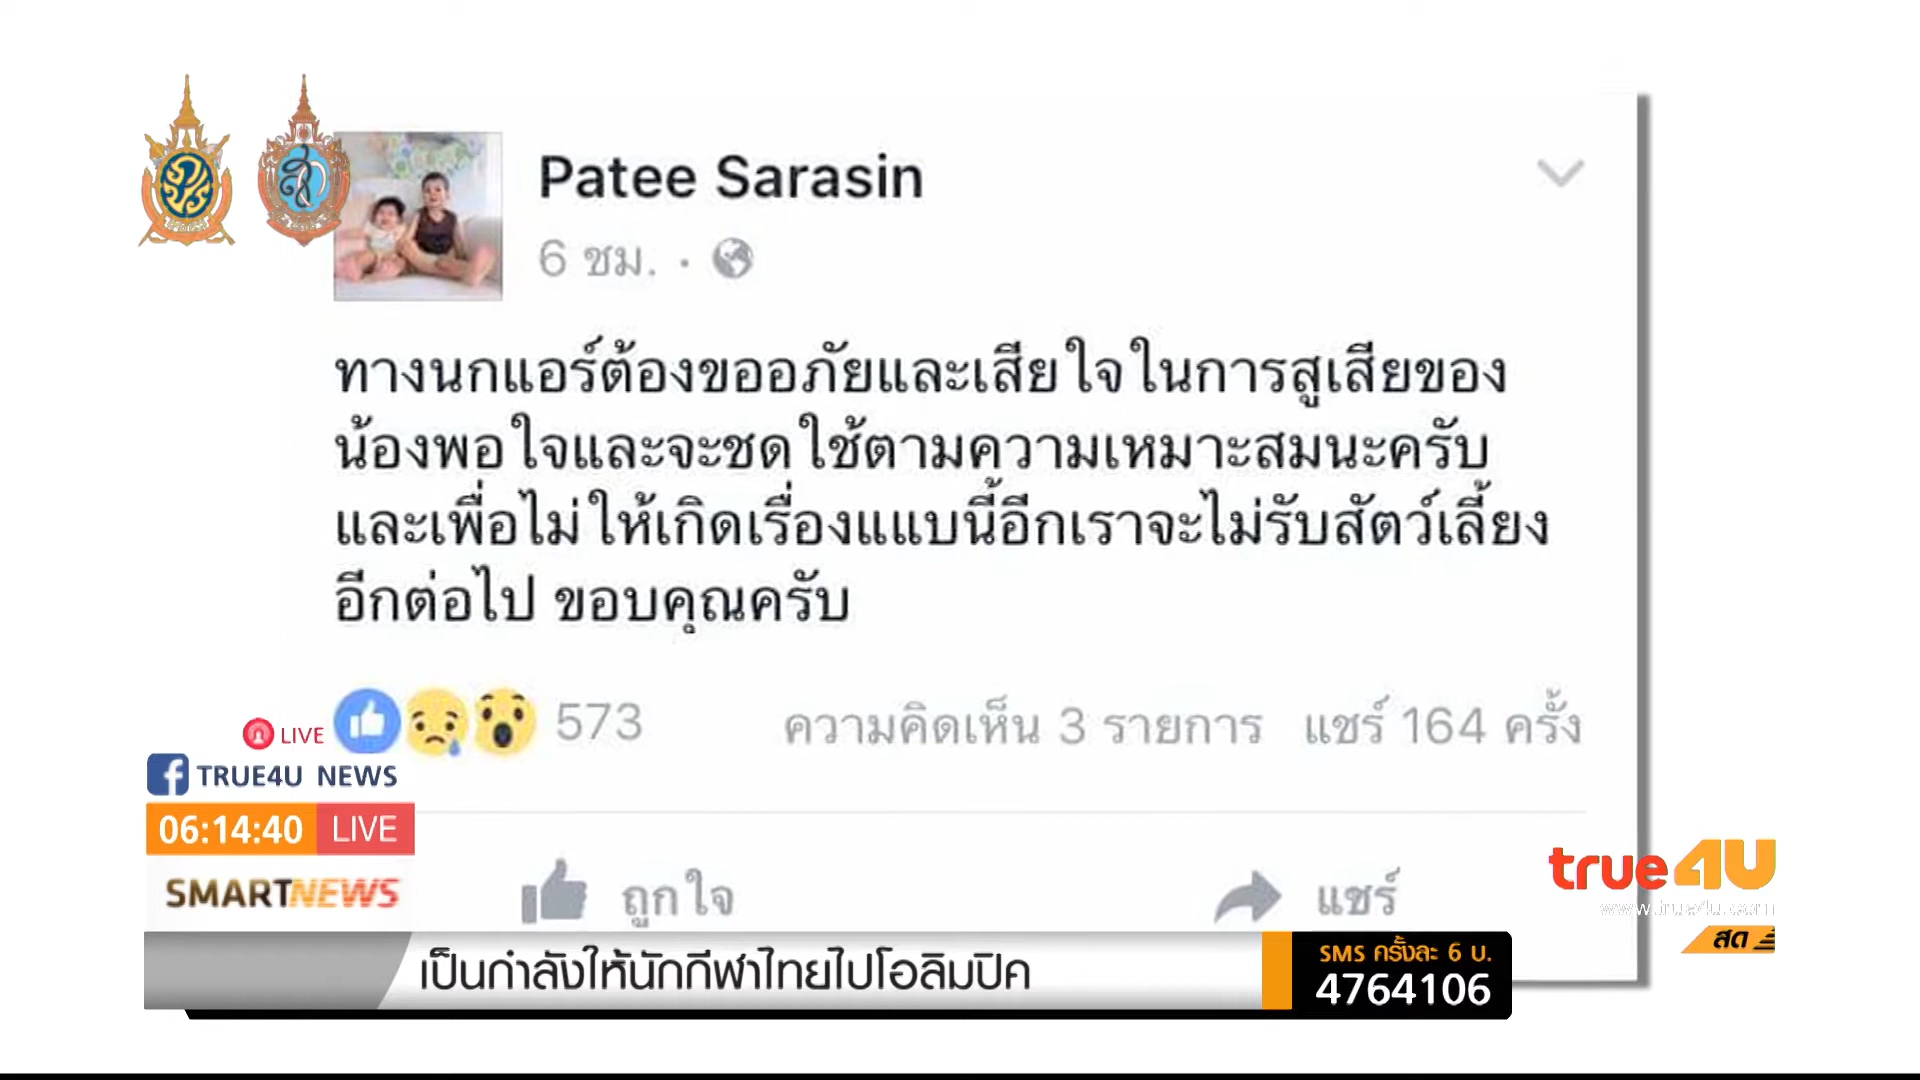 Patee Sarasin
6 ชม. ·
ทางนกแอร์ต้องขออภัยและเสียใจในการสูเสียของ
น้องพอใจและจะชดใช้ตามความเหมาะสมนะครับ
และเพื่อไม่ให้เกิดเรื่องแแบนี้อีกเราจะไม่รับสัตว์เลี้ยง
อีกต่อไป ขอบคุณครับ
573 ความคิดเห็น 3 รายการ แชร์ 164 ครั้ง
LIVE
TRUE4U NEWS
06:14:40 LIVE
SMARTNEWS
ถูกใจ แชร์
true4U
www.true4u.com
สด
เป็นกำลังให้นักกีฬาไทยไปโอลิมปิค
SMS ครั้งละ 6 บ.
4764106